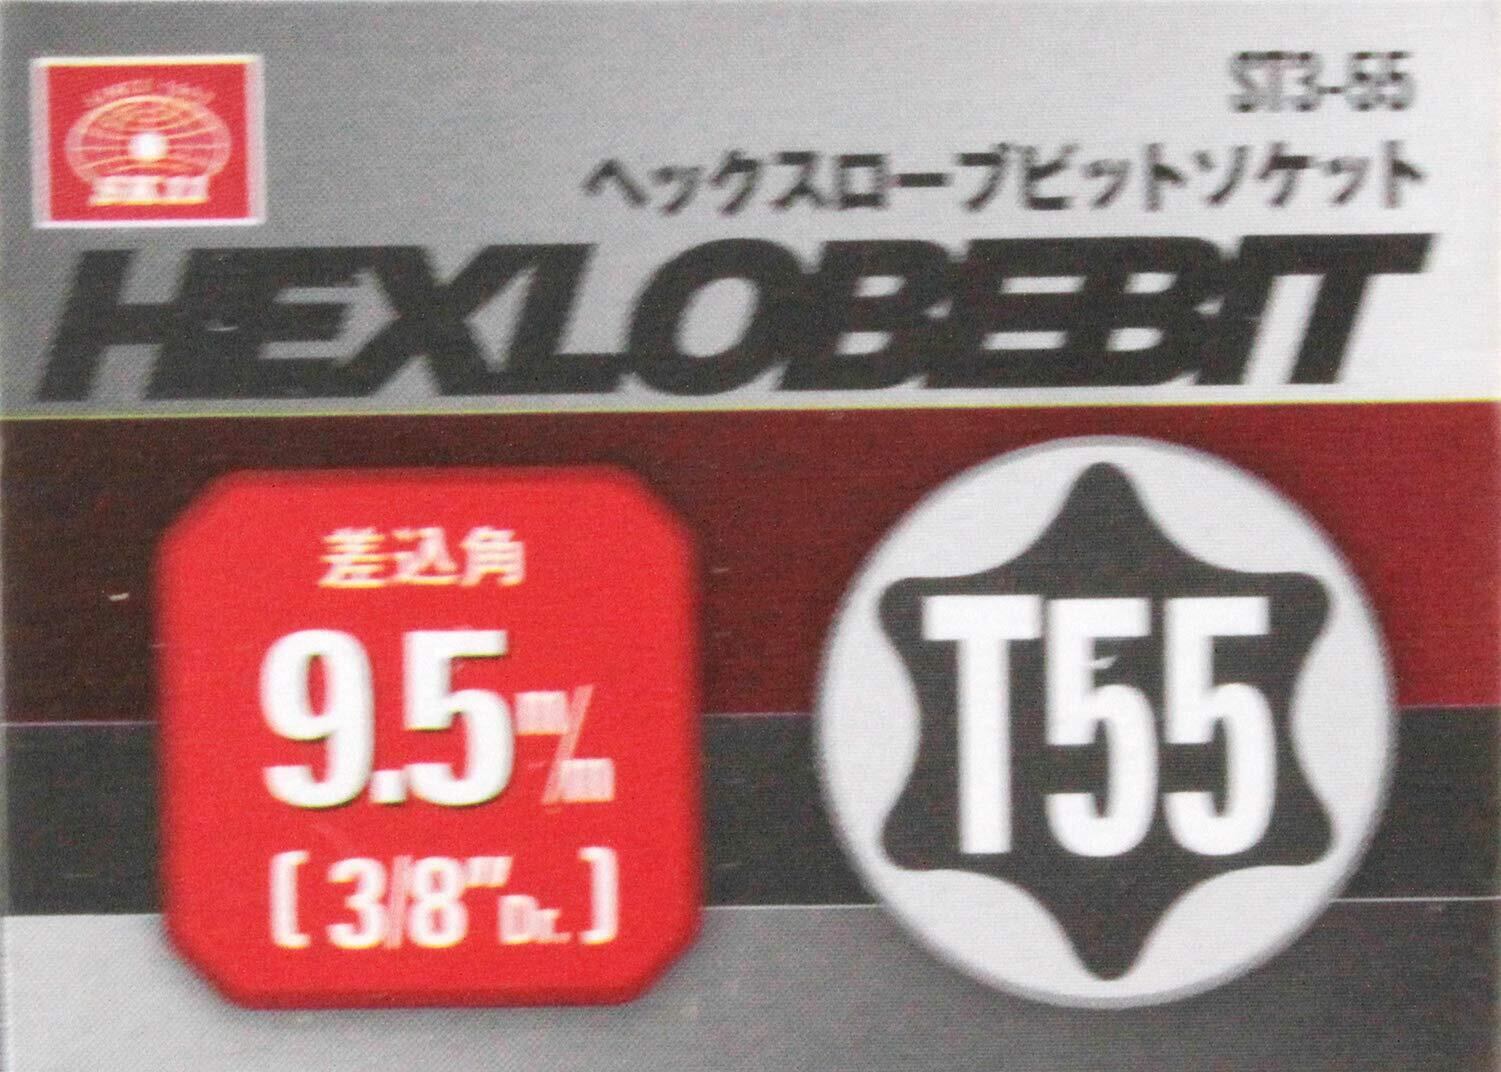 SK11
ST3-55
ヘックスローブビットソケット
HEXLOBEBIT
差込角
9.5m/m
[ 3/8"Dr. ]
T55